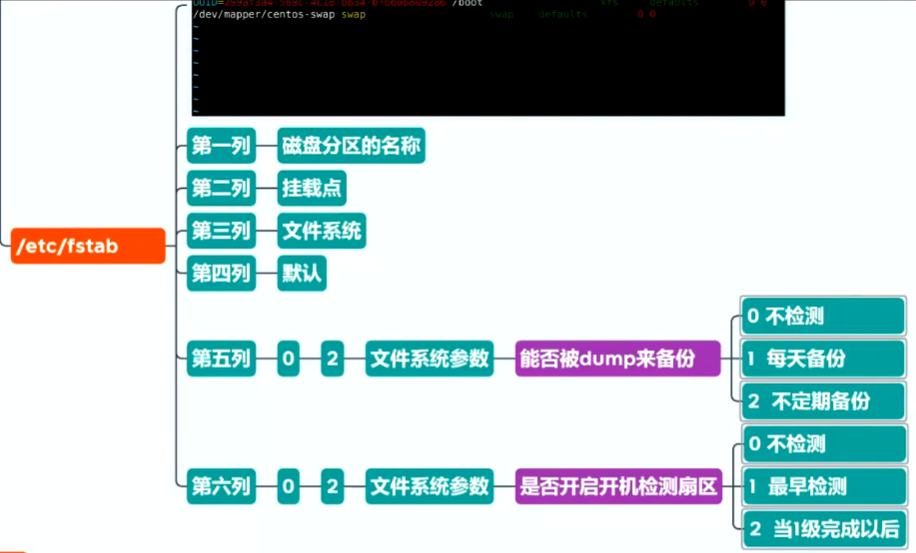 /boot
/dev/mapper/centos-swap swap swap defaults 0 0
~
~
~
~
~
~
~
~
第一列 磁盘分区的名称
第二列 挂载点
第三列 文件系统
/etc/fstab
第四列 默认
0 不检测
第五列 0 2 文件系统参数 能否被dump来备份
1 每天备份
2 不定期备份
0 不检测
第六列 0 2 文件系统参数 是否开启开机检测扇区
1 最早检测
2 当1级完成以后